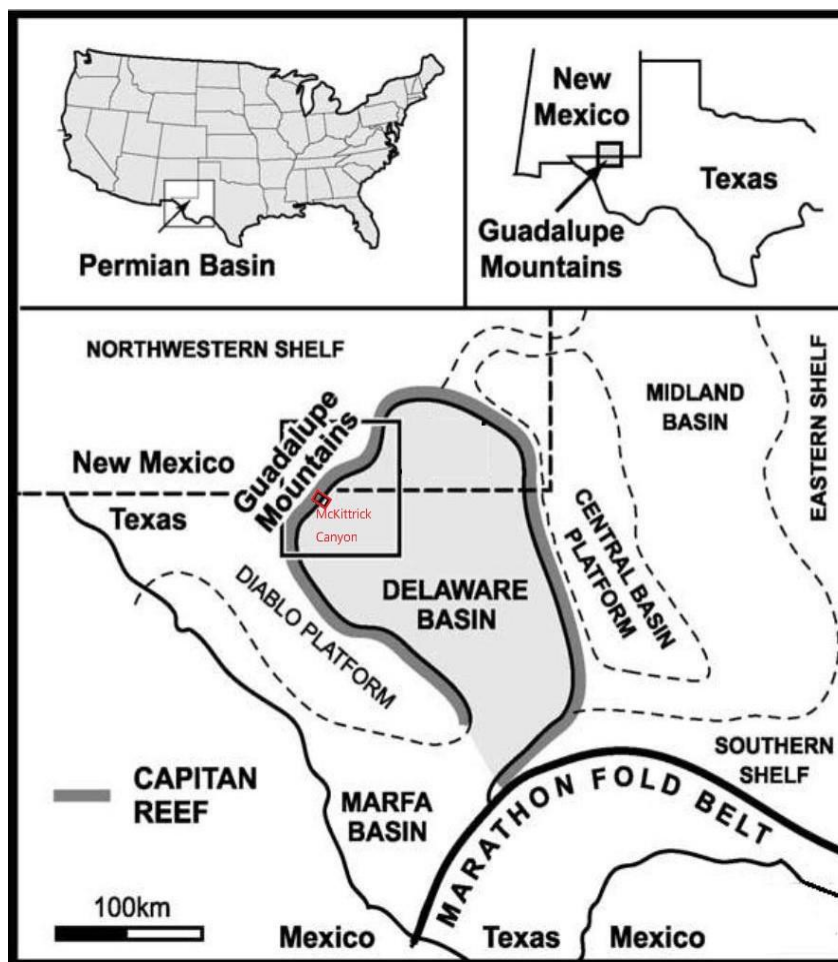 Permian Basin
New
Mexico
Texas
Guadalupe
Mountains
NORTHWESTERN SHELF
MIDLAND
BASIN
EASTERN SHELF
Guadalupe
Mountains
New Mexico
Texas
McKittrick
Canyon
CENTRAL BASIN
PLATFORM
DELAWARE
BASIN
DIABLO PLATFORM
CAPITAN
REEF
MARFA
BASIN
SOUTHERN
SHELF
MARATHON FOLD BELT
100km
Mexico
Texas
Mexico